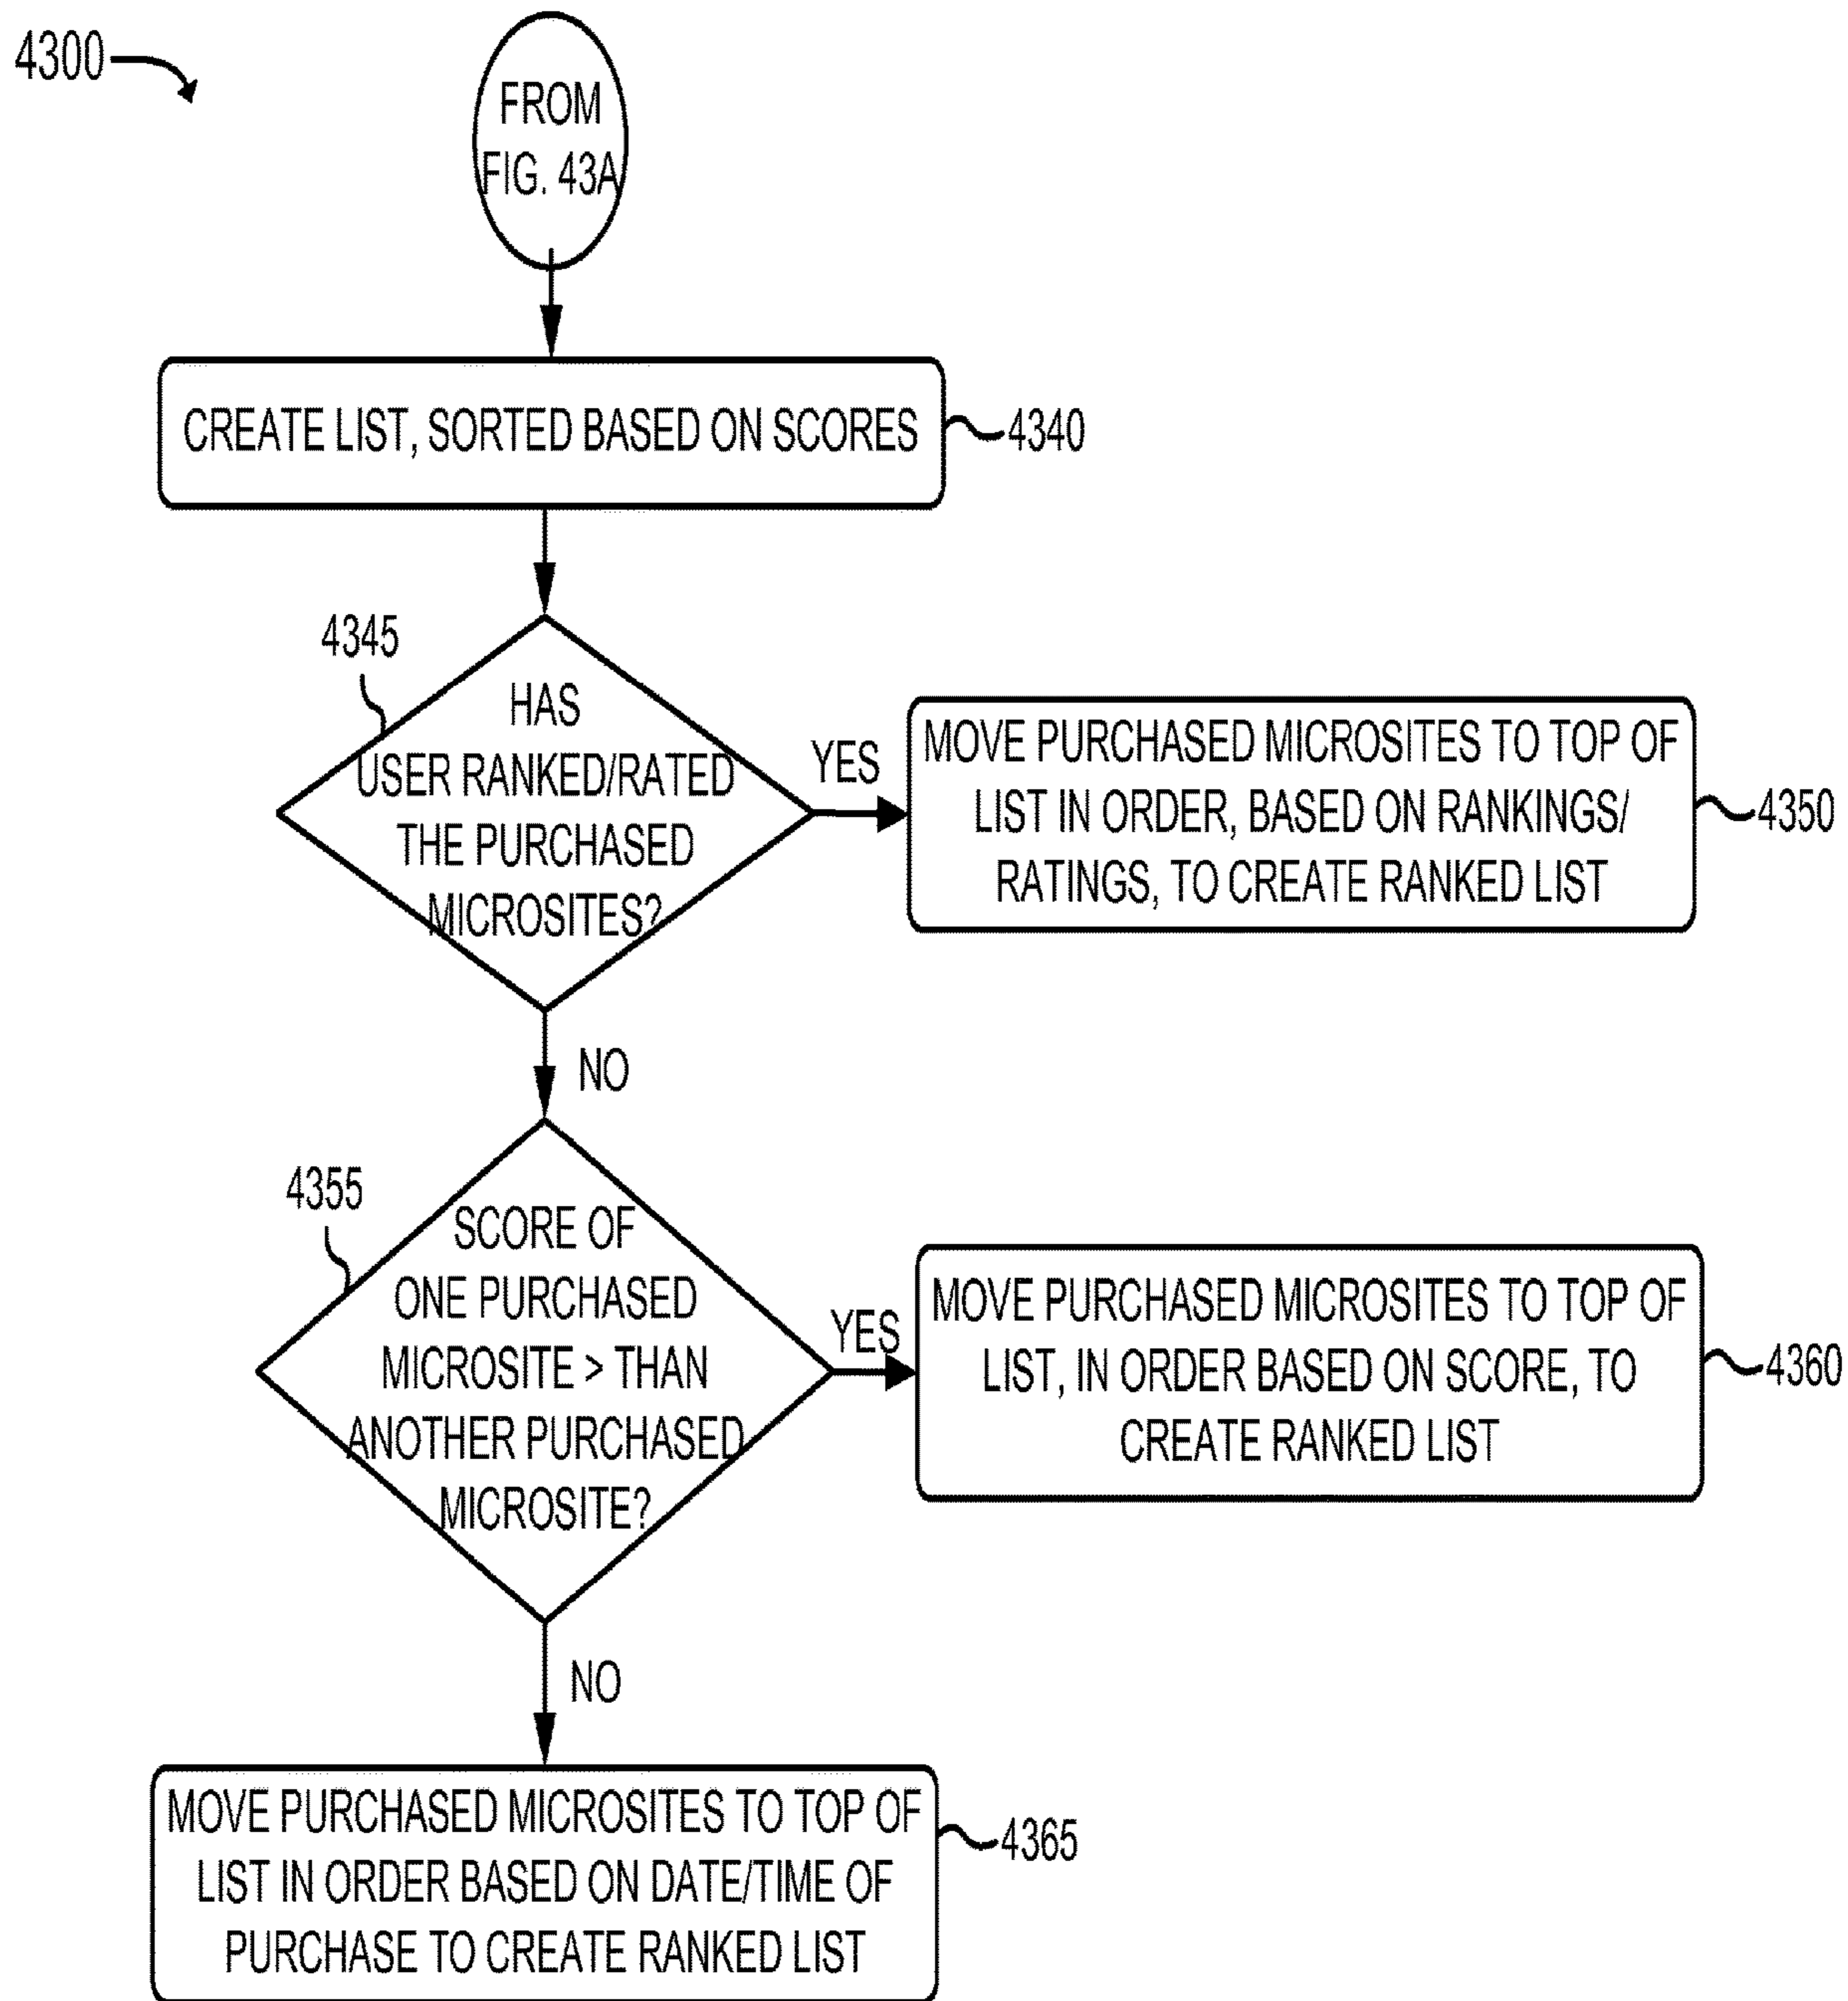 4300
FROM
FIG. 43A
CREATE LIST, SORTED BASED ON SCORES
4340
4345
HAS
USER RANKED/RATED
THE PURCHASED
MICROSITES?
YES
MOVE PURCHASED MICROSITES TO TOP OF
LIST IN ORDER, BASED ON RANKINGS/
RATINGS, TO CREATE RANKED LIST
4350
NO
4355
SCORE OF
ONE PURCHASED
MICROSITE > THAN
ANOTHER PURCHASED
MICROSITE?
YES
MOVE PURCHASED MICROSITES TO TOP OF
LIST, IN ORDER BASED ON SCORE, TO
CREATE RANKED LIST
4360
NO
MOVE PURCHASED MICROSITES TO TOP OF
LIST IN ORDER BASED ON DATE/TIME OF
PURCHASE TO CREATE RANKED LIST
4365